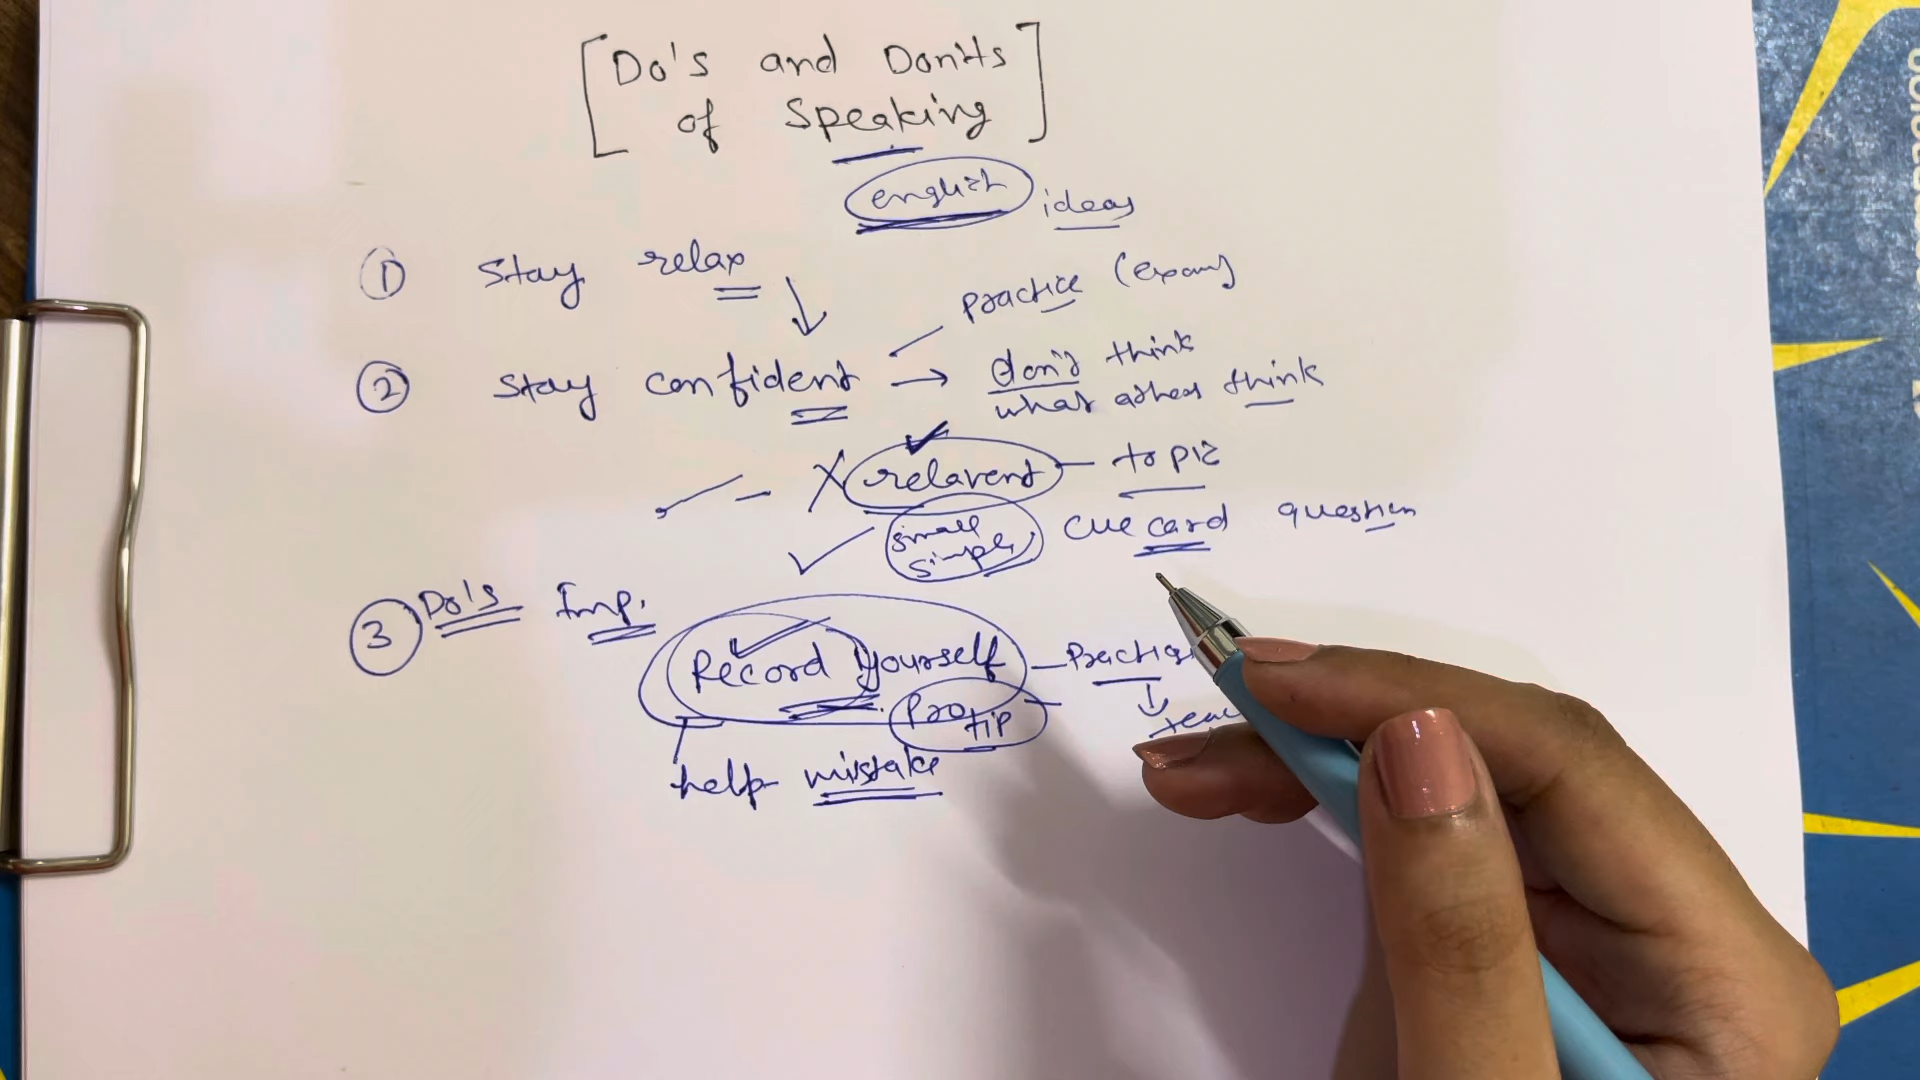 Do's and Don'ts
of Speaking
english ideas
① Stay relax
Practice (exam)
② Stay confident → don't think
what others think
X relavent - topic
small
simple
cue card question
③ Do's Imp.
Record Yourself - Practice
Pro
tip
help mistake